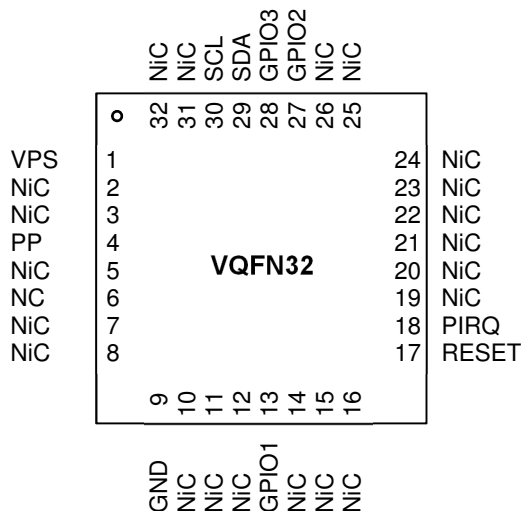 NiC NiC SCL SDA GPIO3 GPIO2 NiC NiC
32 31 30 29 28 27 26 25
VPS 1 24 NiC
NiC 2 23 NiC
NiC 3 22 NiC
PP 4 21 NiC
NiC 5 20 NiC
NC 6 19 NiC
NiC 7 18 PIRQ
NiC 8 17 RESET
VQFN32
9 10 11 12 13 14 15 16
GND NiC NiC NiC GPIO1 NiC NiC NiC